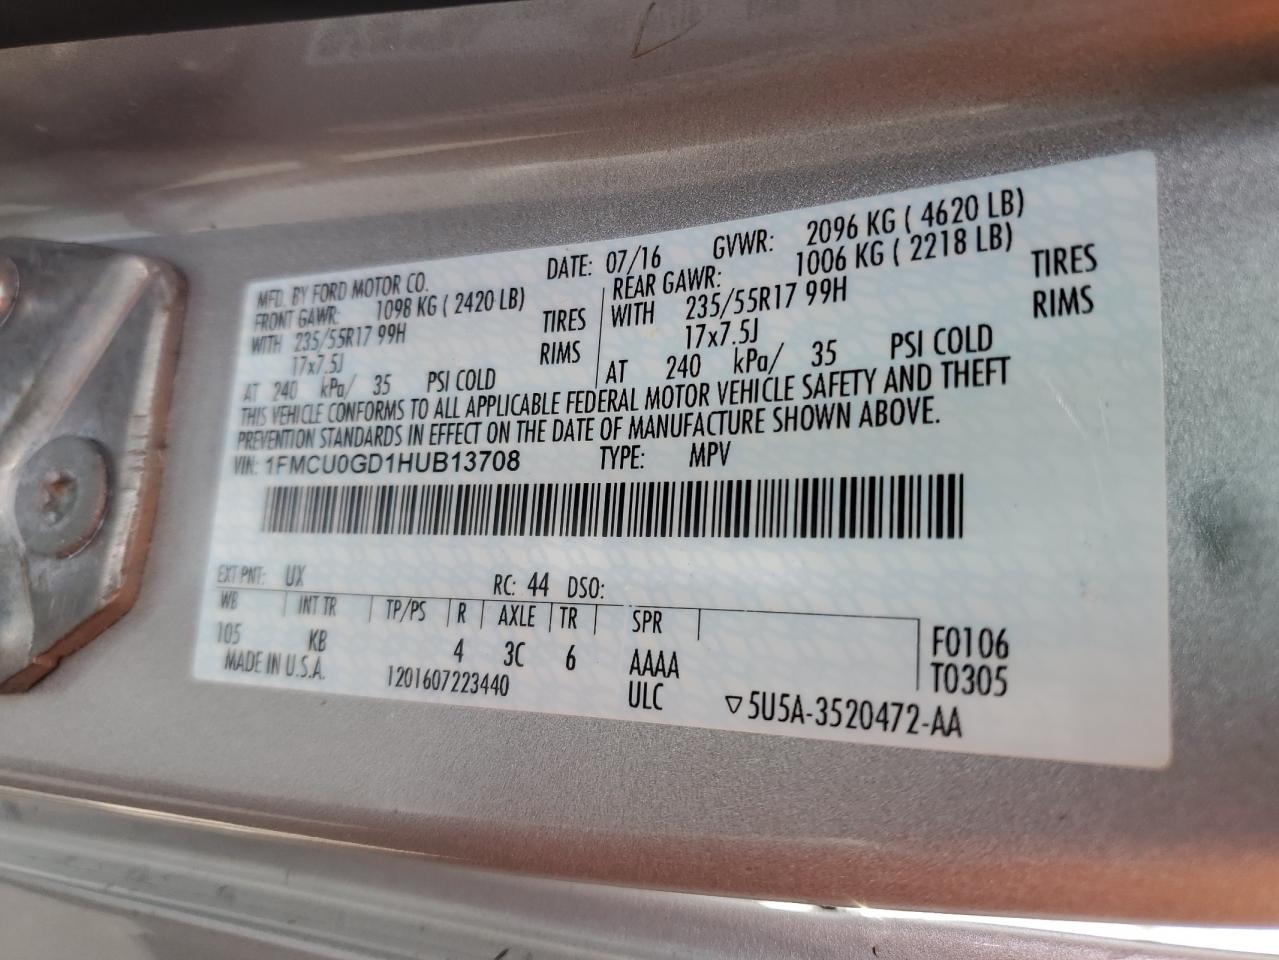 MFD. BY FORD MOTOR CO. DATE: 07/16 GVWR: 2096 KG ( 4620 LB)
FRONT GAWR: 1098 KG ( 2420 LB) REAR GAWR: 1006 KG ( 2218 LB)
WITH 235/55R17 99H TIRES WITH 235/55R17 99H TIRES
17x7.5J RIMS 17x7.5J RIMS
AT 240 kPa/ 35 PSI COLD AT 240 kPa/ 35 PSI COLD
THIS VEHICLE CONFORMS TO ALL APPLICABLE FEDERAL MOTOR VEHICLE SAFETY AND THEFT
PREVENTION STANDARDS IN EFFECT ON THE DATE OF MANUFACTURE SHOWN ABOVE.
VIN: 1FMCU0GD1HUB13708 TYPE: MPV
EXT PNT: UX RC: 44 DSO:
WB INT TR TP/PS R AXLE TR SPR
105 KB 4 3C 6 AAAA F0106
MADE IN U.S.A. 1201607223440 ULC T0305
▽5U5A-3520472-AA